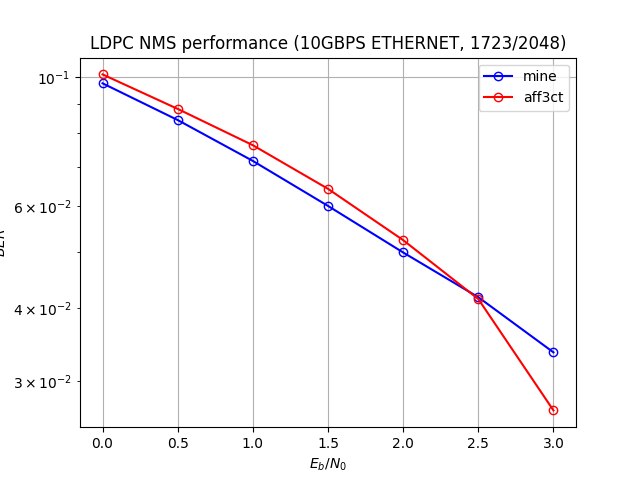 LDPC NMS performance (10GBPS ETHERNET, 1723/2048)
mine
aff3ct
10⁻¹
6 × 10⁻²
4 × 10⁻²
3 × 10⁻²
0.0 0.5 1.0 1.5 2.0 2.5 3.0
E_b/N_0